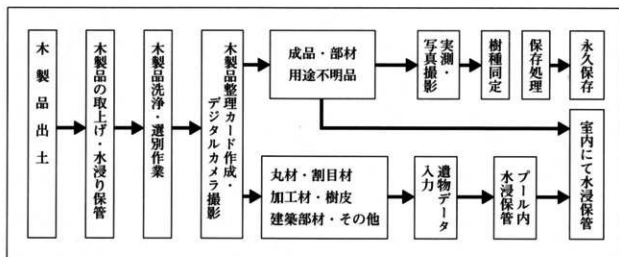 木製品出土
木製品の取上げ・水浸り保管
木製品洗浄・選別作業
木製品整理カード作成・
デジタルカメラ撮影
成品・部材
用途不明品
実測・
写真撮影
樹種同定
保存処理
永久保存
丸材・割目材
加工材・樹皮
建築部材・その他
遺物データ
入力
プール内
水浸保管
室内にて水浸保管